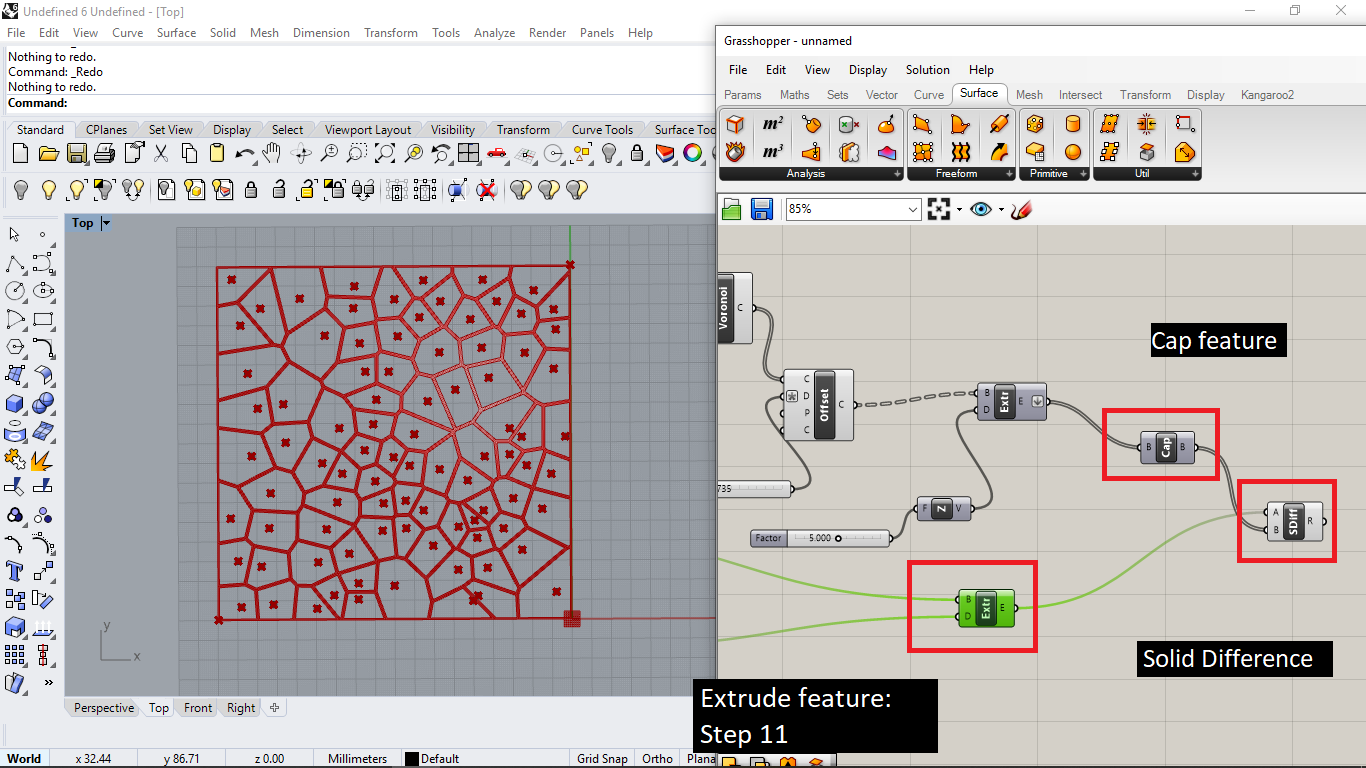 Undefined 6 Undefined - [Top]
File Edit View Curve Surface Solid Mesh Dimension Transform Tools Analyze Render Panels Help
Nothing to redo.
Command: _Redo
Nothing to redo.
Command:
Standard CPlanes Set View Display Select Viewport Layout Visibility Transform Curve Tools Surface Too
Top
y
x
Perspective Top Front Right
World x 32.44 y 86.71 z 0.00 Millimeters Default Grid Snap Ortho Plana
Grasshopper - unnamed
File Edit View Display Solution Help
Params Maths Sets Vector Curve Surface Mesh Intersect Transform Display Kangaroo2
m²
m³
Analysis Freeform Primitive Util
85%
Voronoi C
Cap feature
C D P C Offset C
B D Extr E
B Cap B
735
F Z V
A B SDiff R
Factor 5.000
B D Extr E
Solid Difference
Extrude feature:
Step 11